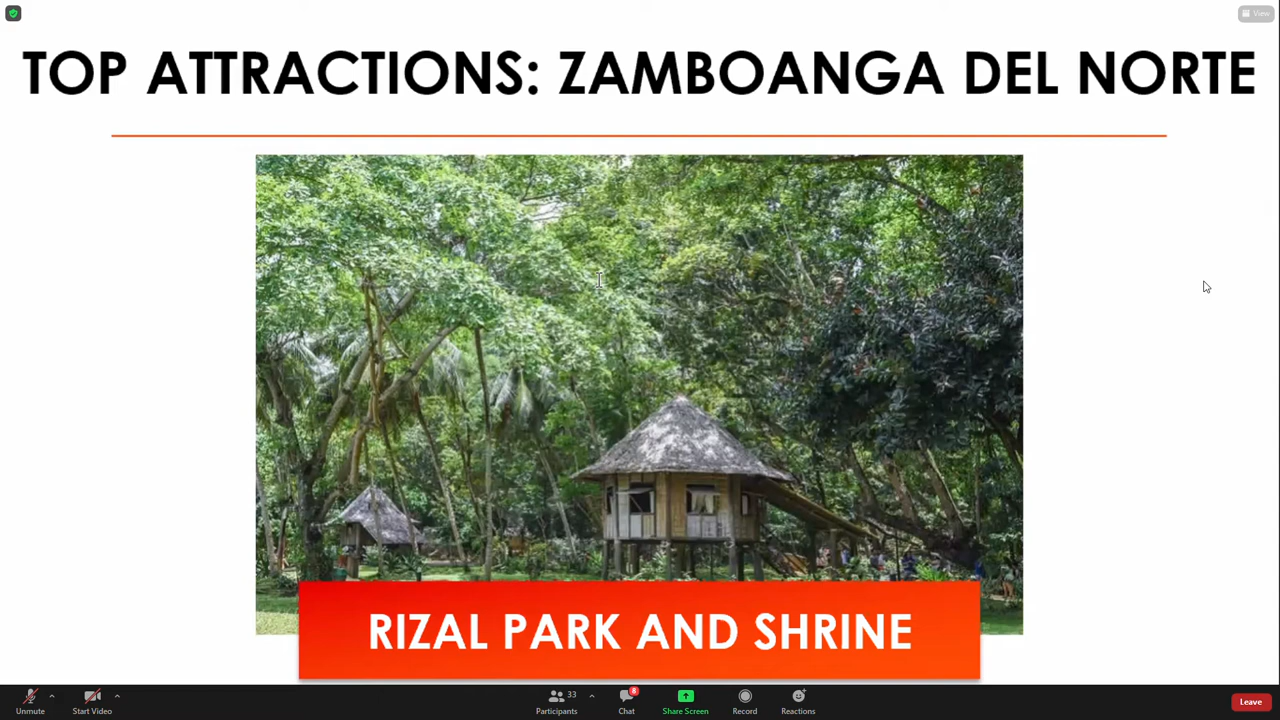 View
TOP ATTRACTIONS: ZAMBOANGA DEL NORTE
RIZAL PARK AND SHRINE
Unmute
Start Video
33
Participants
8
Chat
Share Screen
Record
Reactions
Leave